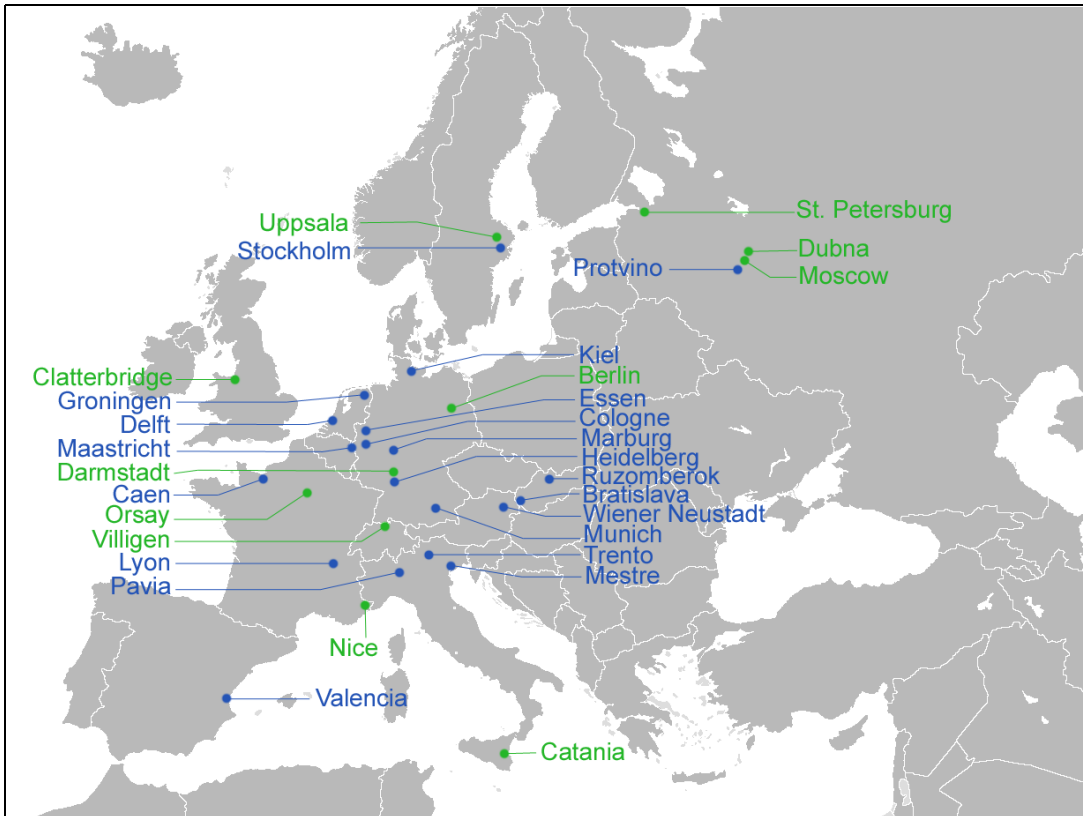 St. Petersburg
Uppsala
Stockholm
Dubna
Protvino
Moscow
Kiel
Clatterbridge
Berlin
Groningen
Essen
Delft
Cologne
Maastricht
Marburg
Darmstadt
Heidelberg
Caen
Ruzomberok
Orsay
Bratislava
Villigen
Wiener Neustadt
Munich
Lyon
Trento
Pavia
Mestre
Nice
Valencia
Catania